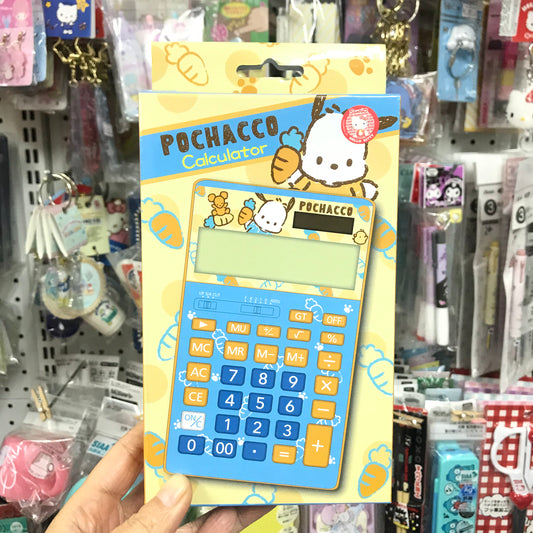 POCHACCO
Calculator
POCHACCO
GT OFF
► MU +/- √ %
MC MR M- M+ ÷
AC 7 8 9 ×
CE 4 5 6 −
ON/C 1 2 3 +
0 00 · =